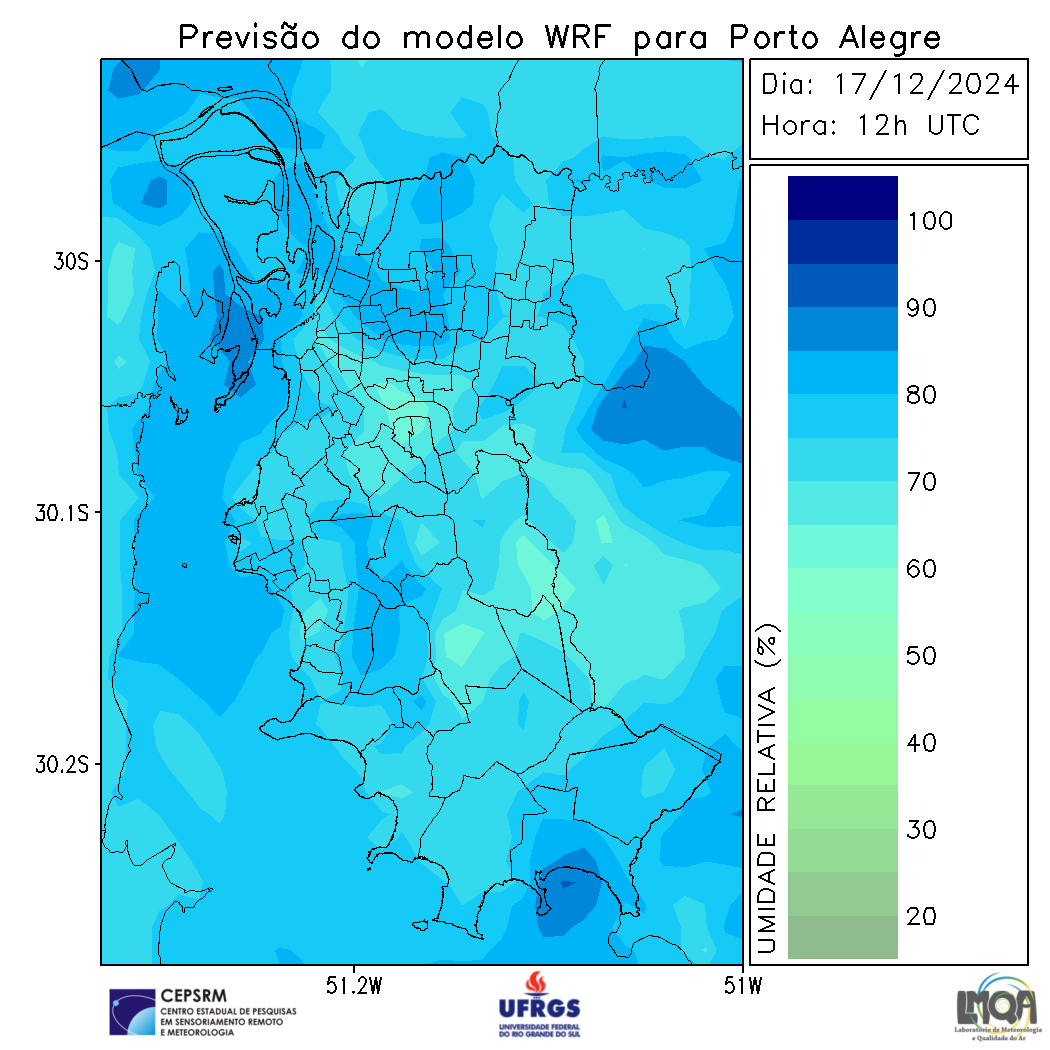 Previsão do modelo WRF para Porto Alegre
Dia: 17/12/2024
Hora: 12h UTC
30S
30.1S
30.2S
51.2W
51W
100
90
80
70
60
50
40
30
20
UMIDADE RELATIVA (%)
CEPSRM
CENTRO ESTADUAL DE PESQUISAS
EM SENSORIAMENTO REMOTO
E METEOROLOGIA
UFRGS
UNIVERSIDADE FEDERAL
DO RIO GRANDE DO SUL
LMQA
Laboratório de Meteorologia
e Qualidade do Ar